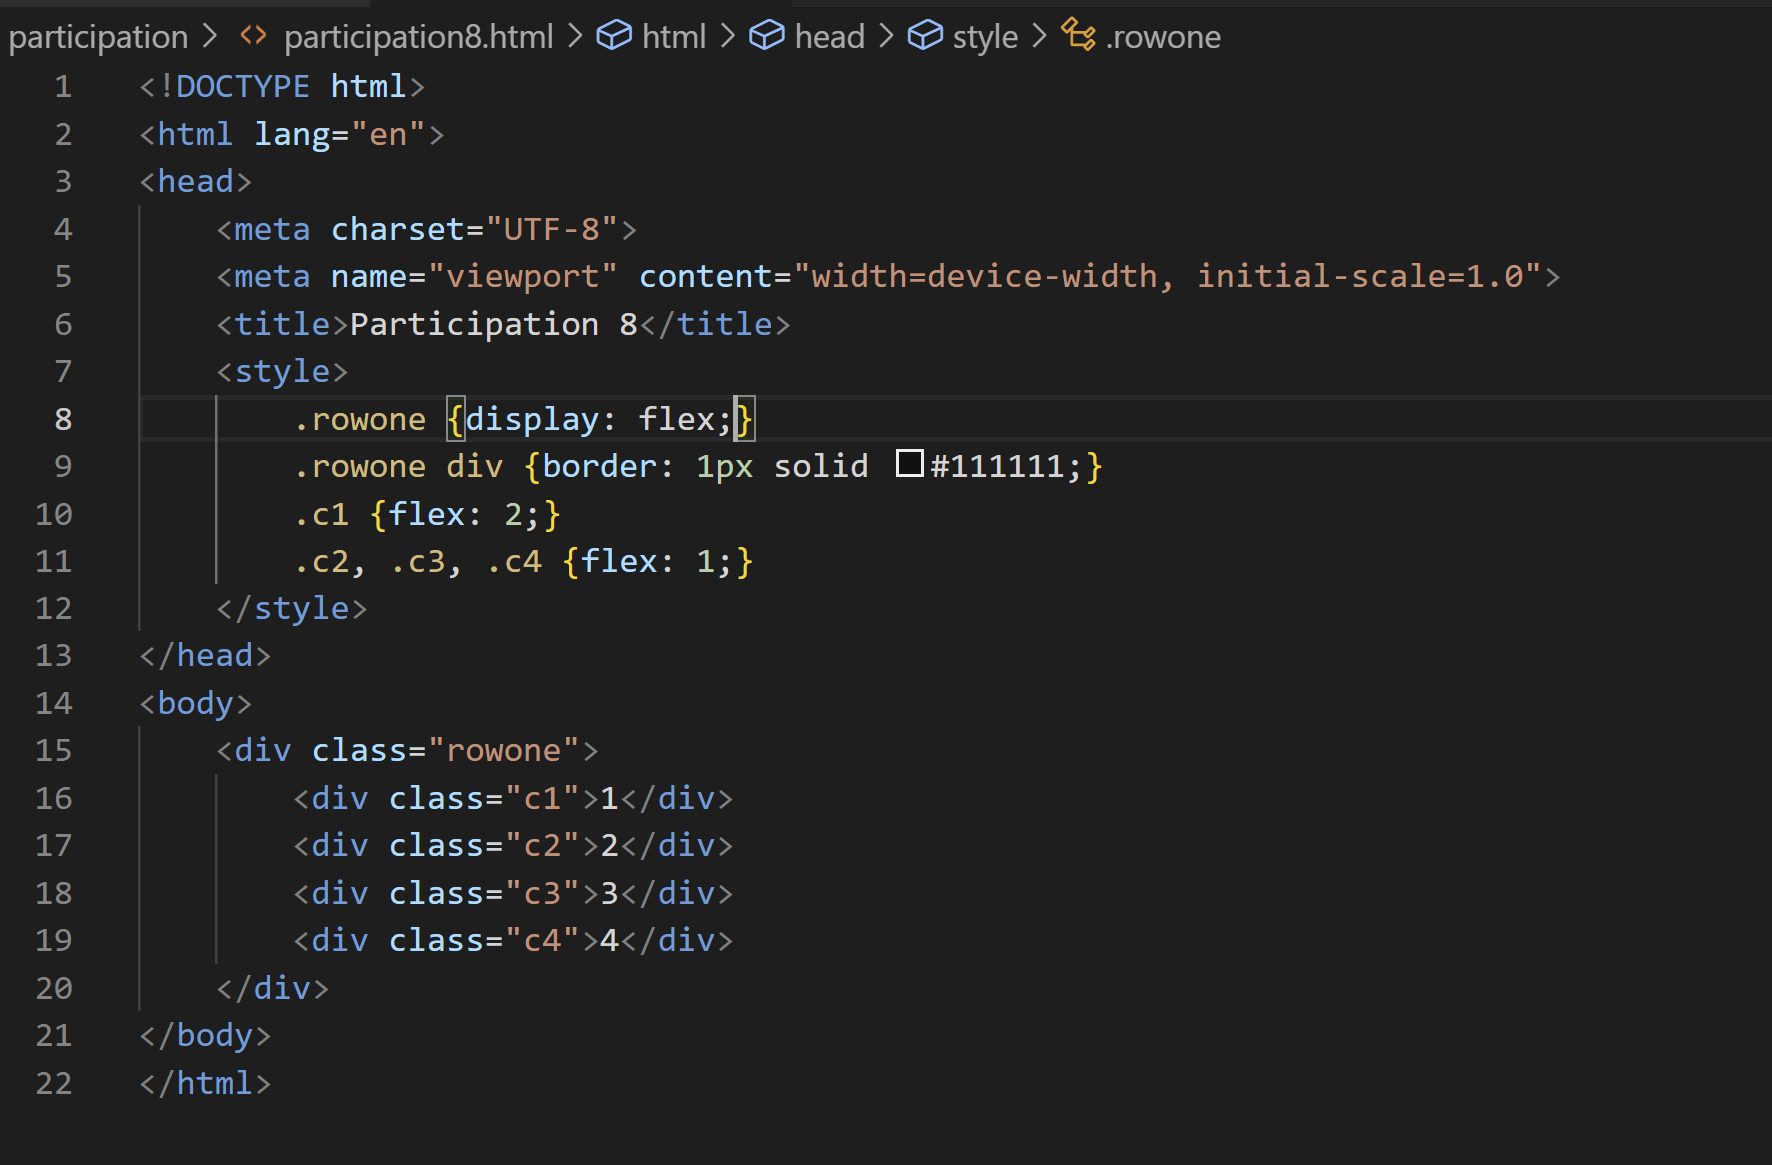 participation > <> participation8.html > html > head > style > .rowone
1 <!DOCTYPE html>
2 <html lang="en">
3 <head>
4     <meta charset="UTF-8">
5     <meta name="viewport" content="width=device-width, initial-scale=1.0">
6     <title>Participation 8</title>
7     <style>
8         .rowone {display: flex;}
9         .rowone div {border: 1px solid #111111;}
10         .c1 {flex: 2;}
11         .c2, .c3, .c4 {flex: 1;}
12     </style>
13 </head>
14 <body>
15     <div class="rowone">
16         <div class="c1">1</div>
17         <div class="c2">2</div>
18         <div class="c3">3</div>
19         <div class="c4">4</div>
20     </div>
21 </body>
22 </html>